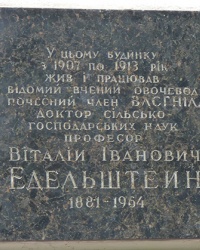 У цьому будинку
з 1907 по 1913 рік
жив і працював
відомий вчений овочевод
почесний член ВАСГНІЛ
доктор сільсько-
господарських наук
професор
Віталій Іванович
Едельштейн
1881-1964